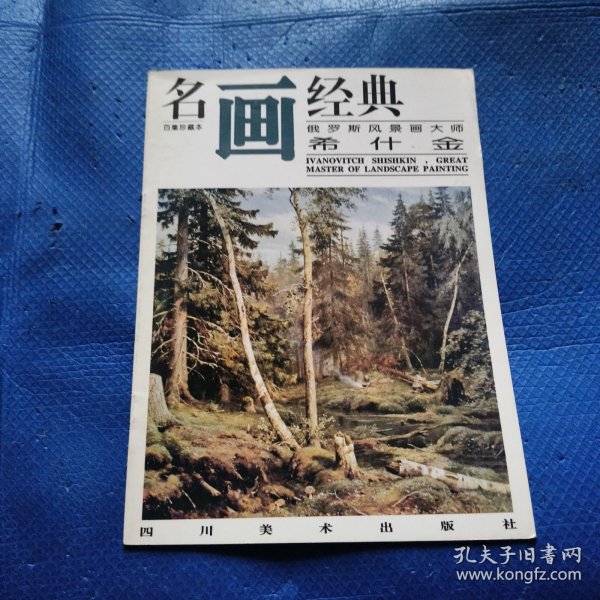 名画经典
百集珍藏本
俄罗斯风景画大师
希什金
IVANOVITCH SHISHKIN , GREAT
MASTER OF LANDSCAPE PAINTING
四川美术出版社
孔夫子旧书网
www.kongfz.com